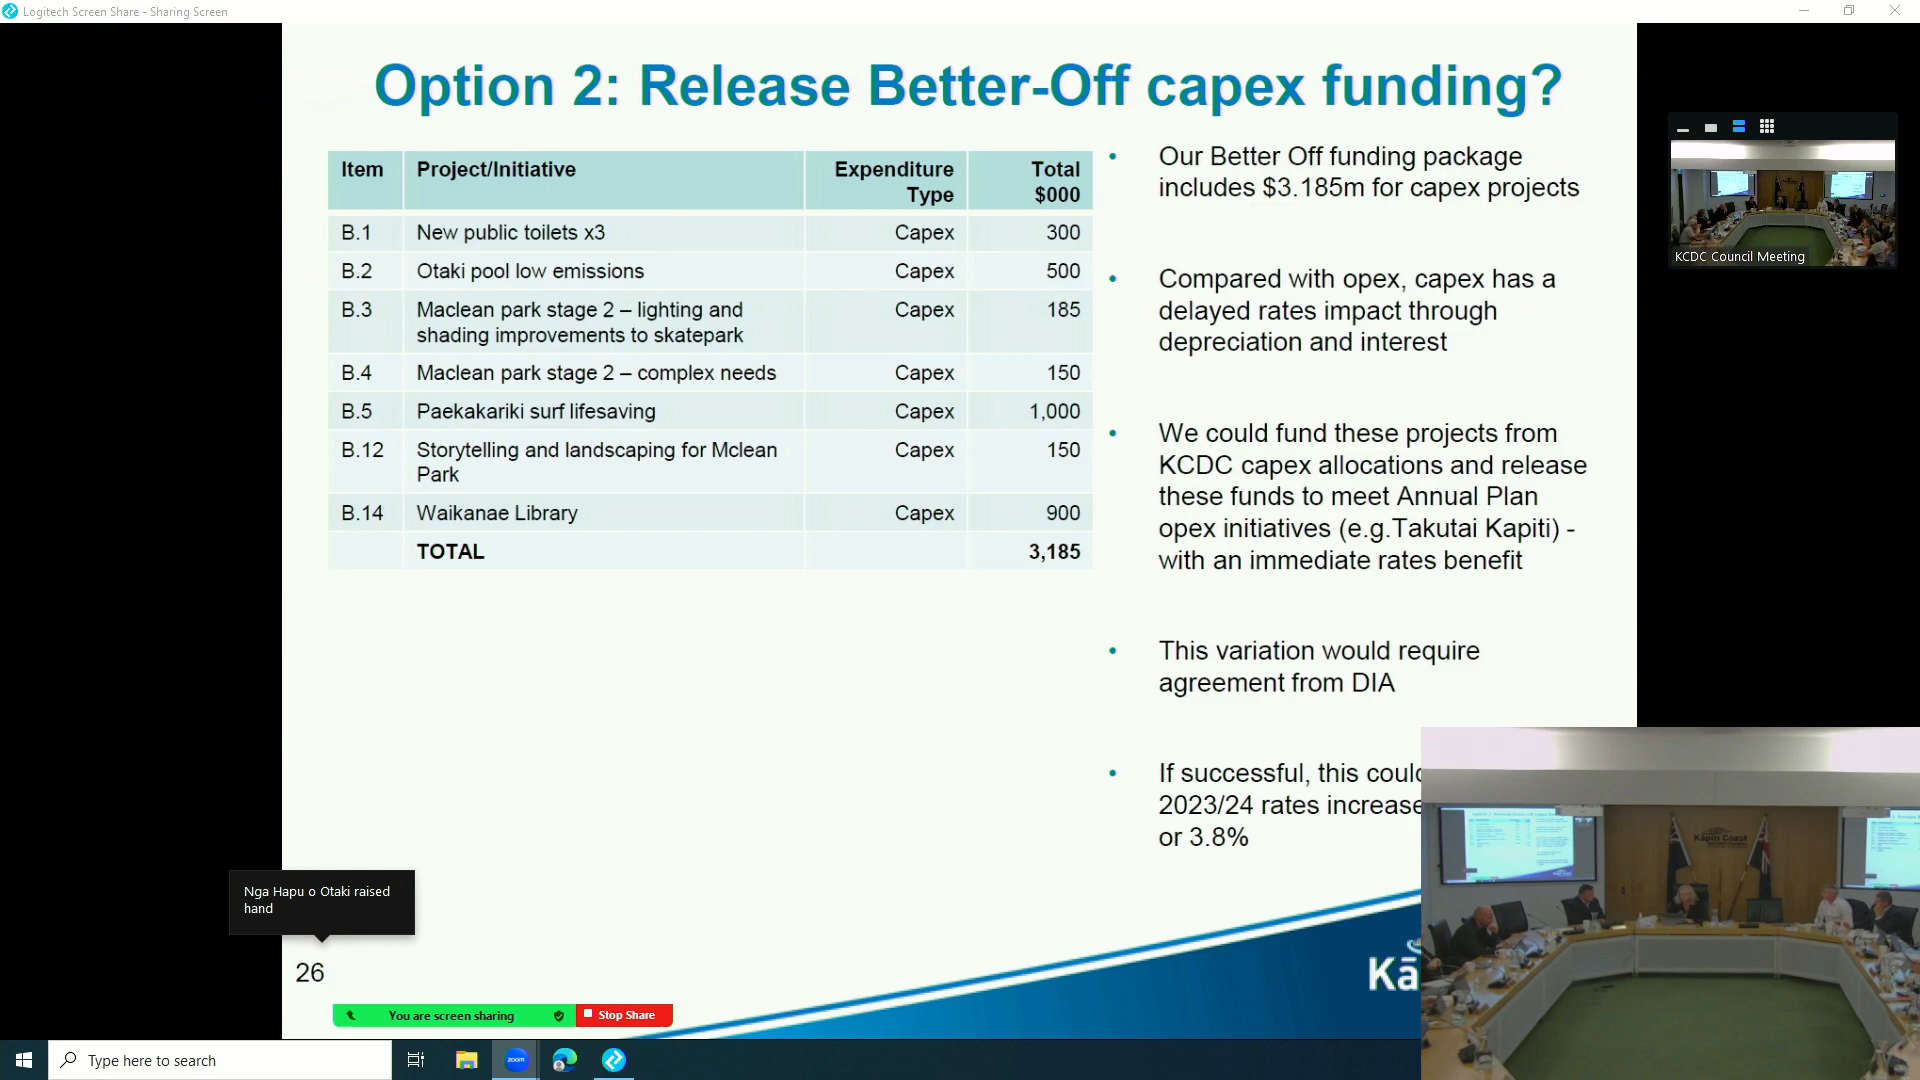 Logitech Screen Share - Sharing Screen
Option 2: Release Better-Off capex funding?
Item Project/Initiative Expenditure Total
Type $000
B.1 New public toilets x3 Capex 300
B.2 Otaki pool low emissions Capex 500
B.3 Maclean park stage 2 – lighting and Capex 185
shading improvements to skatepark
B.4 Maclean park stage 2 – complex needs Capex 150
B.5 Paekakariki surf lifesaving Capex 1,000
B.12 Storytelling and landscaping for Mclean Capex 150
Park
B.14 Waikanae Library Capex 900
TOTAL 3,185
• Our Better Off funding package
includes $3.185m for capex projects
• Compared with opex, capex has a
delayed rates impact through
depreciation and interest
• We could fund these projects from
KCDC capex allocations and release
these funds to meet Annual Plan
opex initiatives (e.g.Takutai Kapiti) -
with an immediate rates benefit
• This variation would require
agreement from DIA
• If successful, this could
2023/24 rates increase
or 3.8%
KCDC Council Meeting
Nga Hapu o Otaki raised
hand
26
Kā
Kāpiti Coast
You are screen sharing Stop Share
Type here to search
zoom